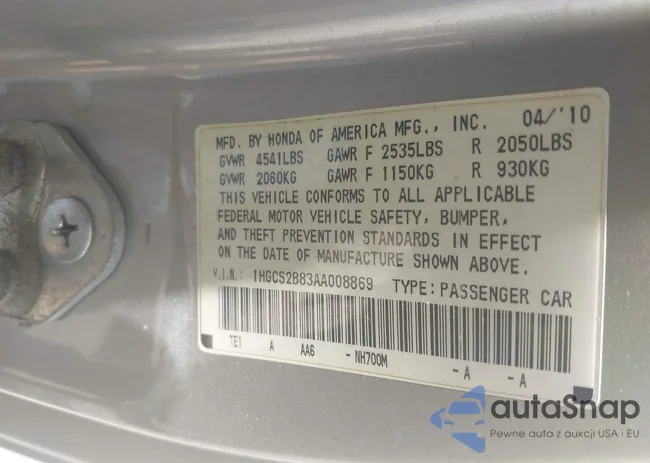 MFD. BY HONDA OF AMERICA MFG., INC. 04/'10
GVWR 4541LBS GAWR F 2535LBS R 2050LBS
GVWR 2060KG GAWR F 1150KG R 930KG
THIS VEHICLE CONFORMS TO ALL APPLICABLE
FEDERAL MOTOR VEHICLE SAFETY, BUMPER,
AND THEFT PREVENTION STANDARDS IN EFFECT
ON THE DATE OF MANUFACTURE SHOWN ABOVE.
V.I.N.: 1HGCS2B83AA008869 TYPE: PASSENGER CAR
TE1 A AA6 - NH700M - A - A
autaSnap
Pewne auta z aukcji USA i EU